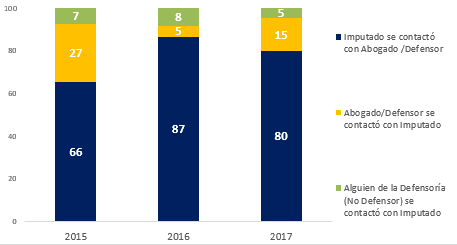 100
80
60
40
20
0
7
27
66
8
5
87
5
15
80
2015
2016
2017
Imputado se contactó
con Abogado /Defensor
Abogado/Defensor se
contactó con Imputado
Alguien de la Defensoría
(No Defensor) se
contactó con Imputado